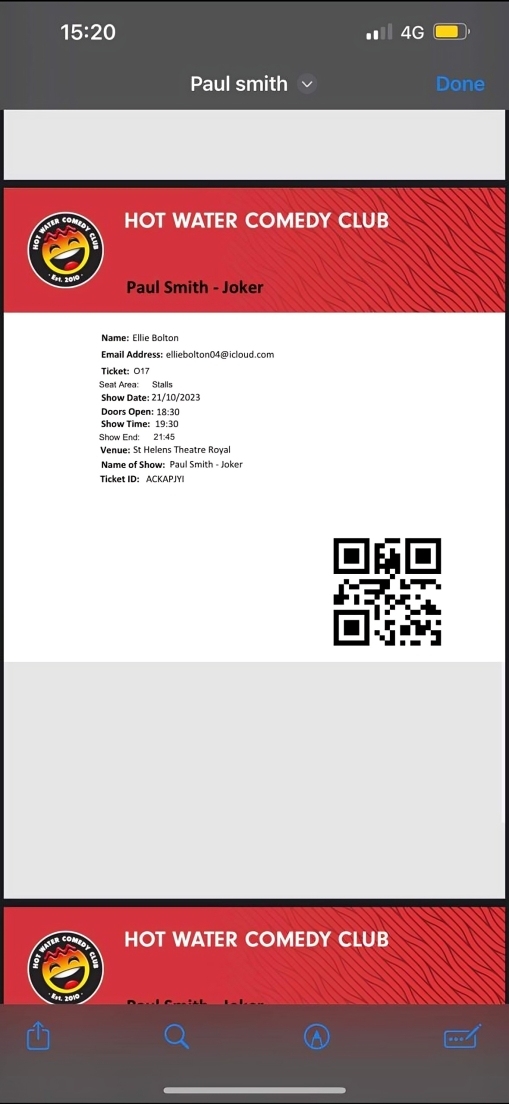 15:20
4G
Paul smith
Done
HOT WATER COMEDY CLUB
HOT WATER COMEDY CLUB
· Est. 2010 ·
Paul Smith - Joker
Name: Ellie Bolton
Email Address: elliebolton04@icloud.com
Ticket: O17
Seat Area: Stalls
Show Date: 21/10/2023
Doors Open: 18:30
Show Time: 19:30
Show End: 21:45
Venue: St Helens Theatre Royal
Name of Show: Paul Smith - Joker
Ticket ID: ACKAPJYI
HOT WATER COMEDY CLUB
HOT WATER COMEDY CLUB
· Est. 2010 ·
Paul Smith - Joker